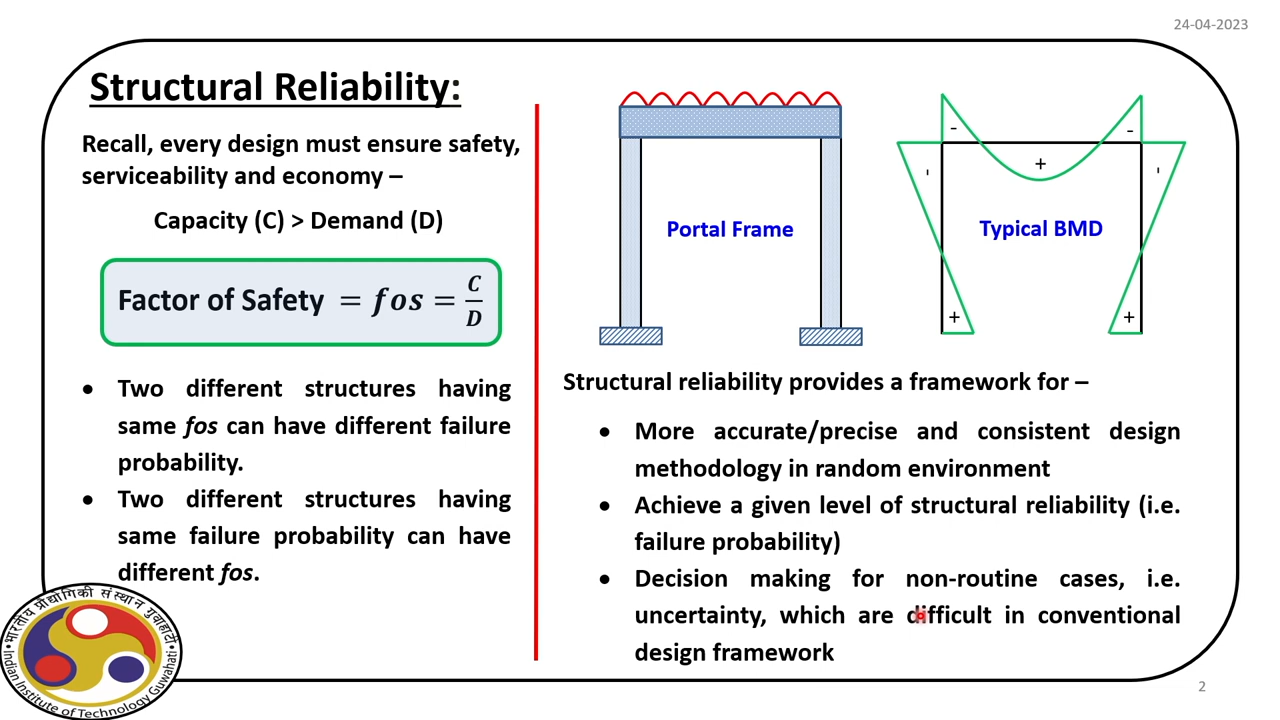 24-04-2023
Structural Reliability:
Recall, every design must ensure safety,
serviceability and economy –
Capacity (C) > Demand (D)
Factor of Safety = fos = C/D
• Two different structures having
same fos can have different failure
probability.
• Two different structures having
same failure probability can have
different fos.
Portal Frame
-
-
+
-
-
Typical BMD
+
+
Structural reliability provides a framework for –
• More accurate/precise and consistent design
methodology in random environment
• Achieve a given level of structural reliability (i.e.
failure probability)
• Decision making for non-routine cases, i.e.
uncertainty, which are difficult in conventional
design framework
भारतीय प्रौद्योगिकी संस्थान गुवाहाटी
Indian Institute of Technology Guwahati
2